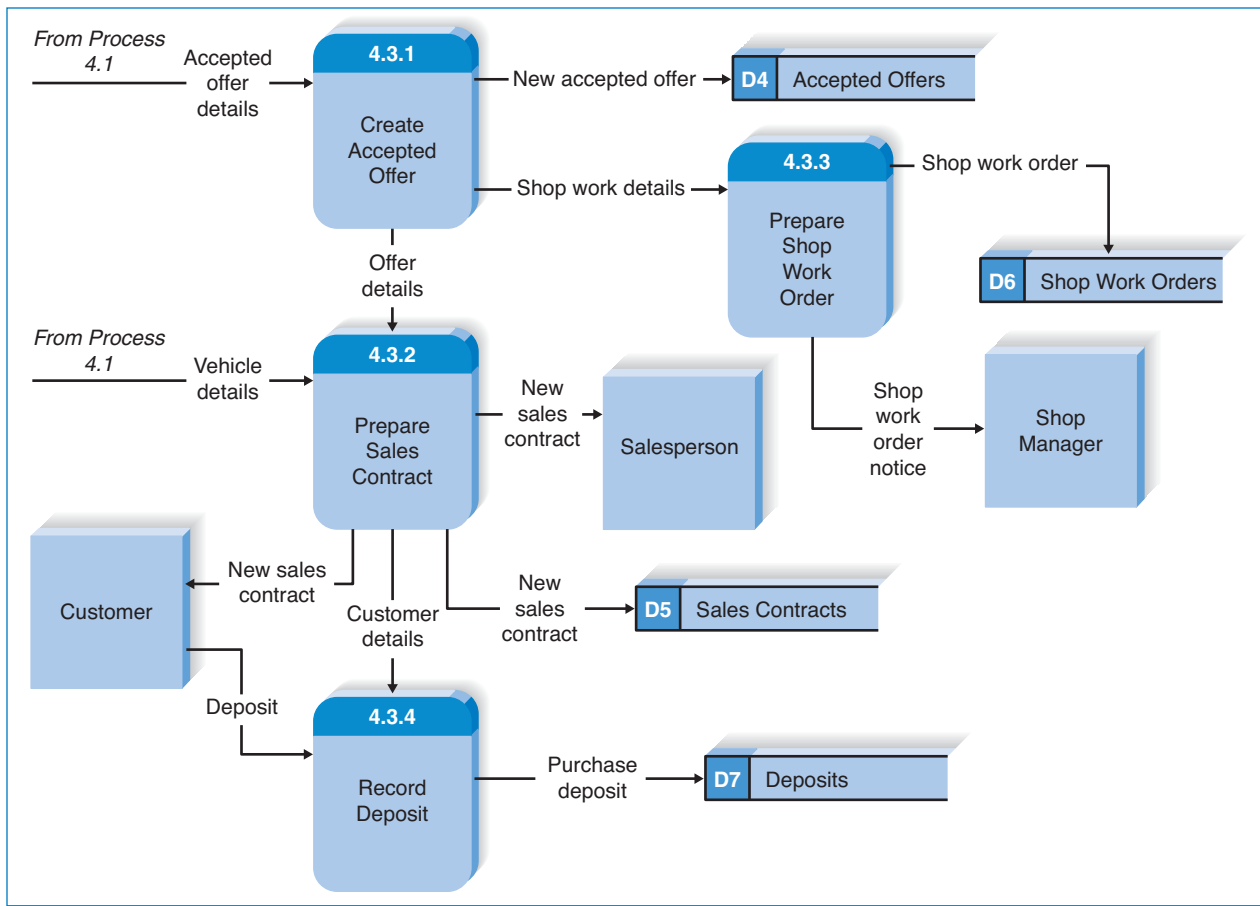 From Process
4.1
Accepted
offer
details
4.3.1
Create
Accepted
Offer
New accepted offer
D4 Accepted Offers
Shop work details
4.3.3
Prepare
Shop
Work
Order
Shop work order
D6 Shop Work Orders
Offer
details
From Process
4.1
Vehicle
details
4.3.2
Prepare
Sales
Contract
New
sales
contract
Salesperson
Shop
work
order
notice
Shop
Manager
Customer
New sales
contract
Customer
details
New
sales
contract
D5 Sales Contracts
Deposit
4.3.4
Record
Deposit
Purchase
deposit
D7 Deposits